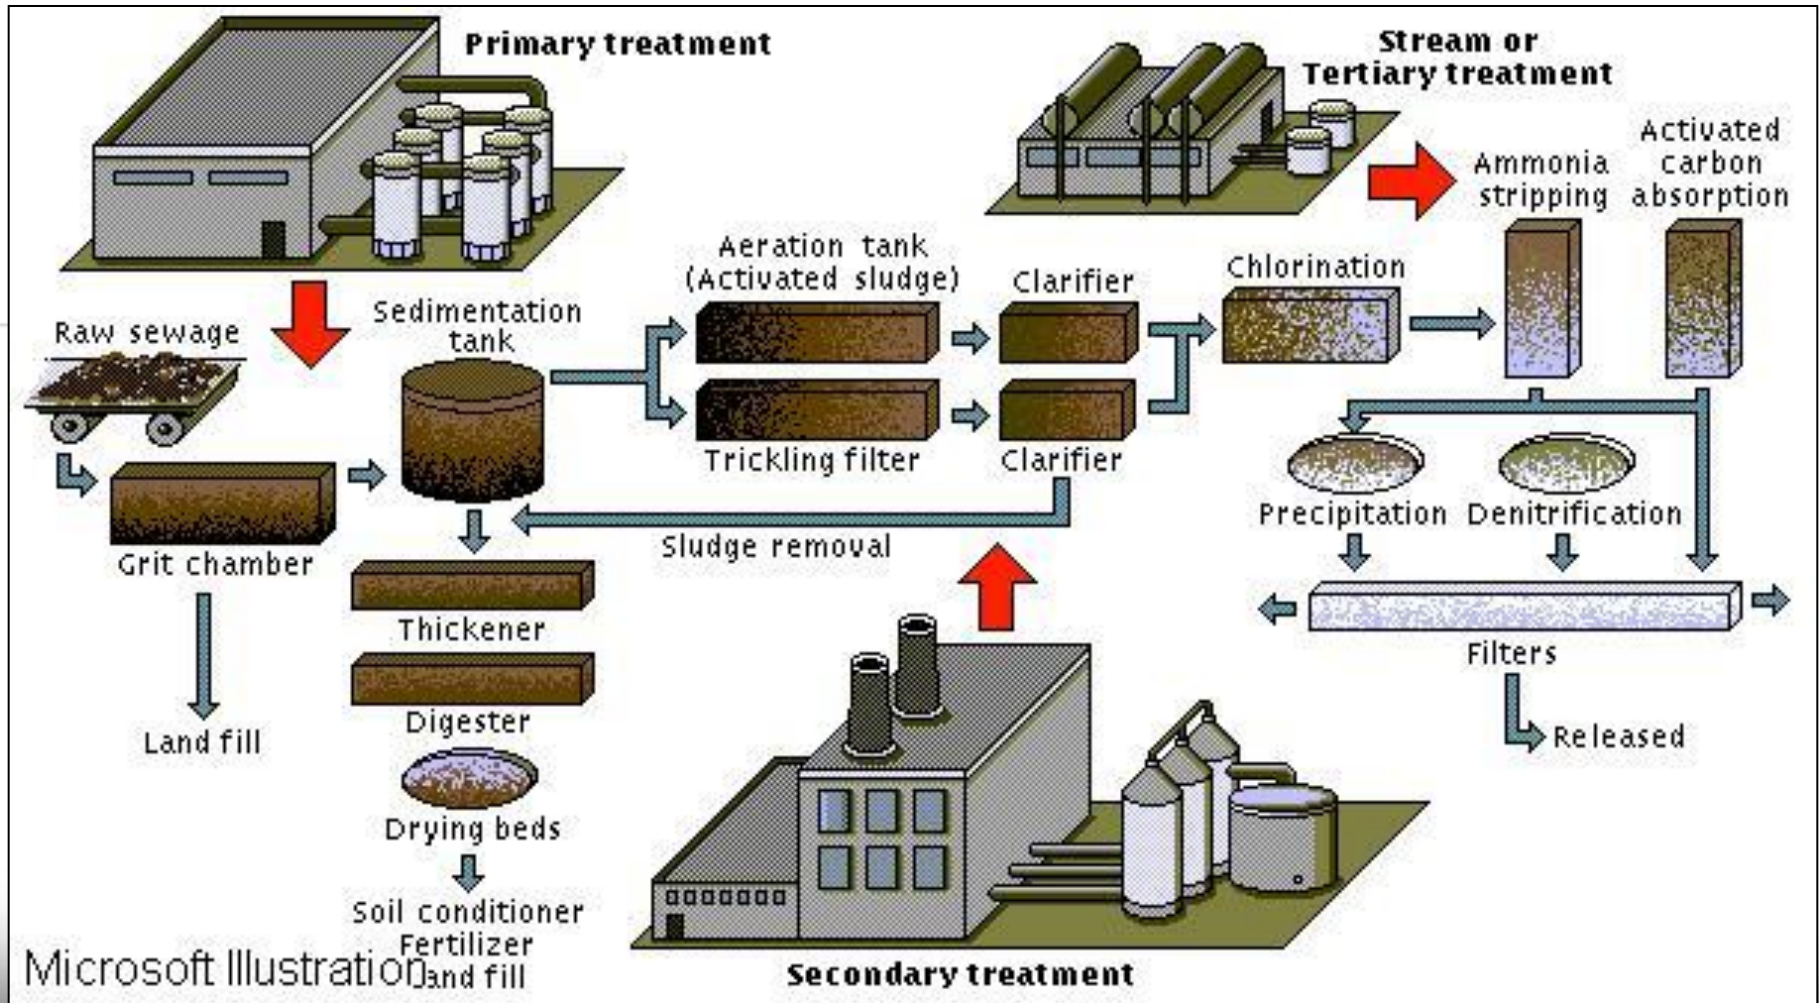 Primary treatment
Stream or
Tertiary treatment
Activated
carbon
absorption
Ammonia
stripping
Aeration tank
(Activated sludge)
Clarifier
Chlorination
Sedimentation
tank
Raw sewage
Trickling filter
Clarifier
Precipitation
Denitrification
Sludge removal
Grit chamber
Thickener
Filters
Digester
Land fill
Released
Drying beds
Soil conditioner
Fertilizer
Land fill
Microsoft Illustration
Secondary treatment